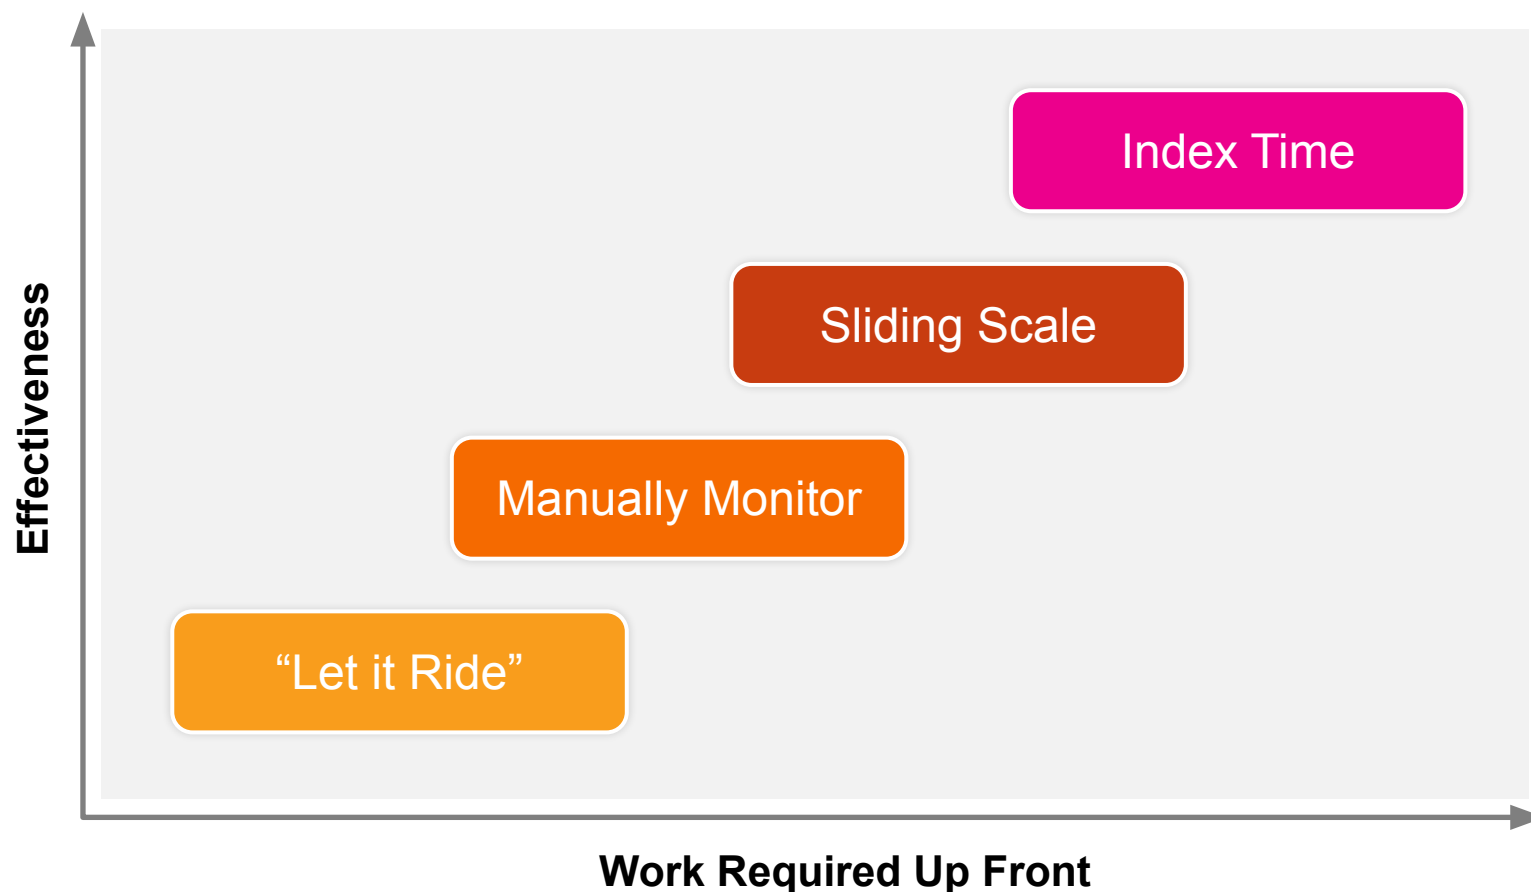 Index Time
Sliding Scale
Manually Monitor
“Let it Ride”
Effectiveness
Work Required Up Front